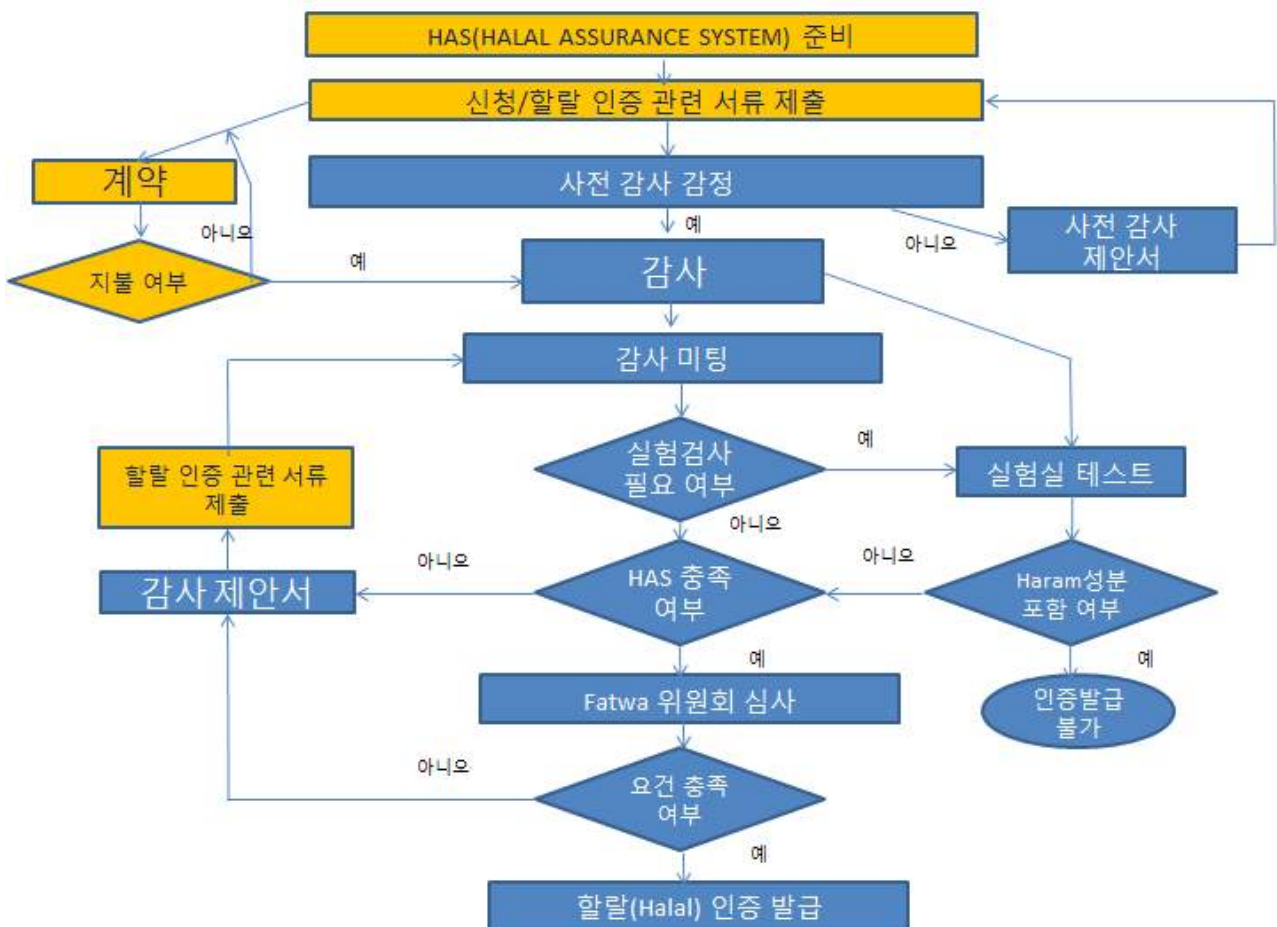 HAS(HALAL ASSURANCE SYSTEM) 준비
신청/할랄 인증 관련 서류 제출
계약
사전 감사 감정
아니요
예
아니요
사전 감사
제안서
지불 여부
예
감사
감사 미팅
할랄 인증 관련 서류
제출
실험검사
필요 여부
예
실험실 테스트
아니으
감사 제안서
아니으
HAS 충족
여부
아니으
Haram성분
포함 여부
예
예
Fatwa 위원회 심사
인증발급
불가
아니으
요건 충족
여부
예
할랄(Halal) 인증 발급